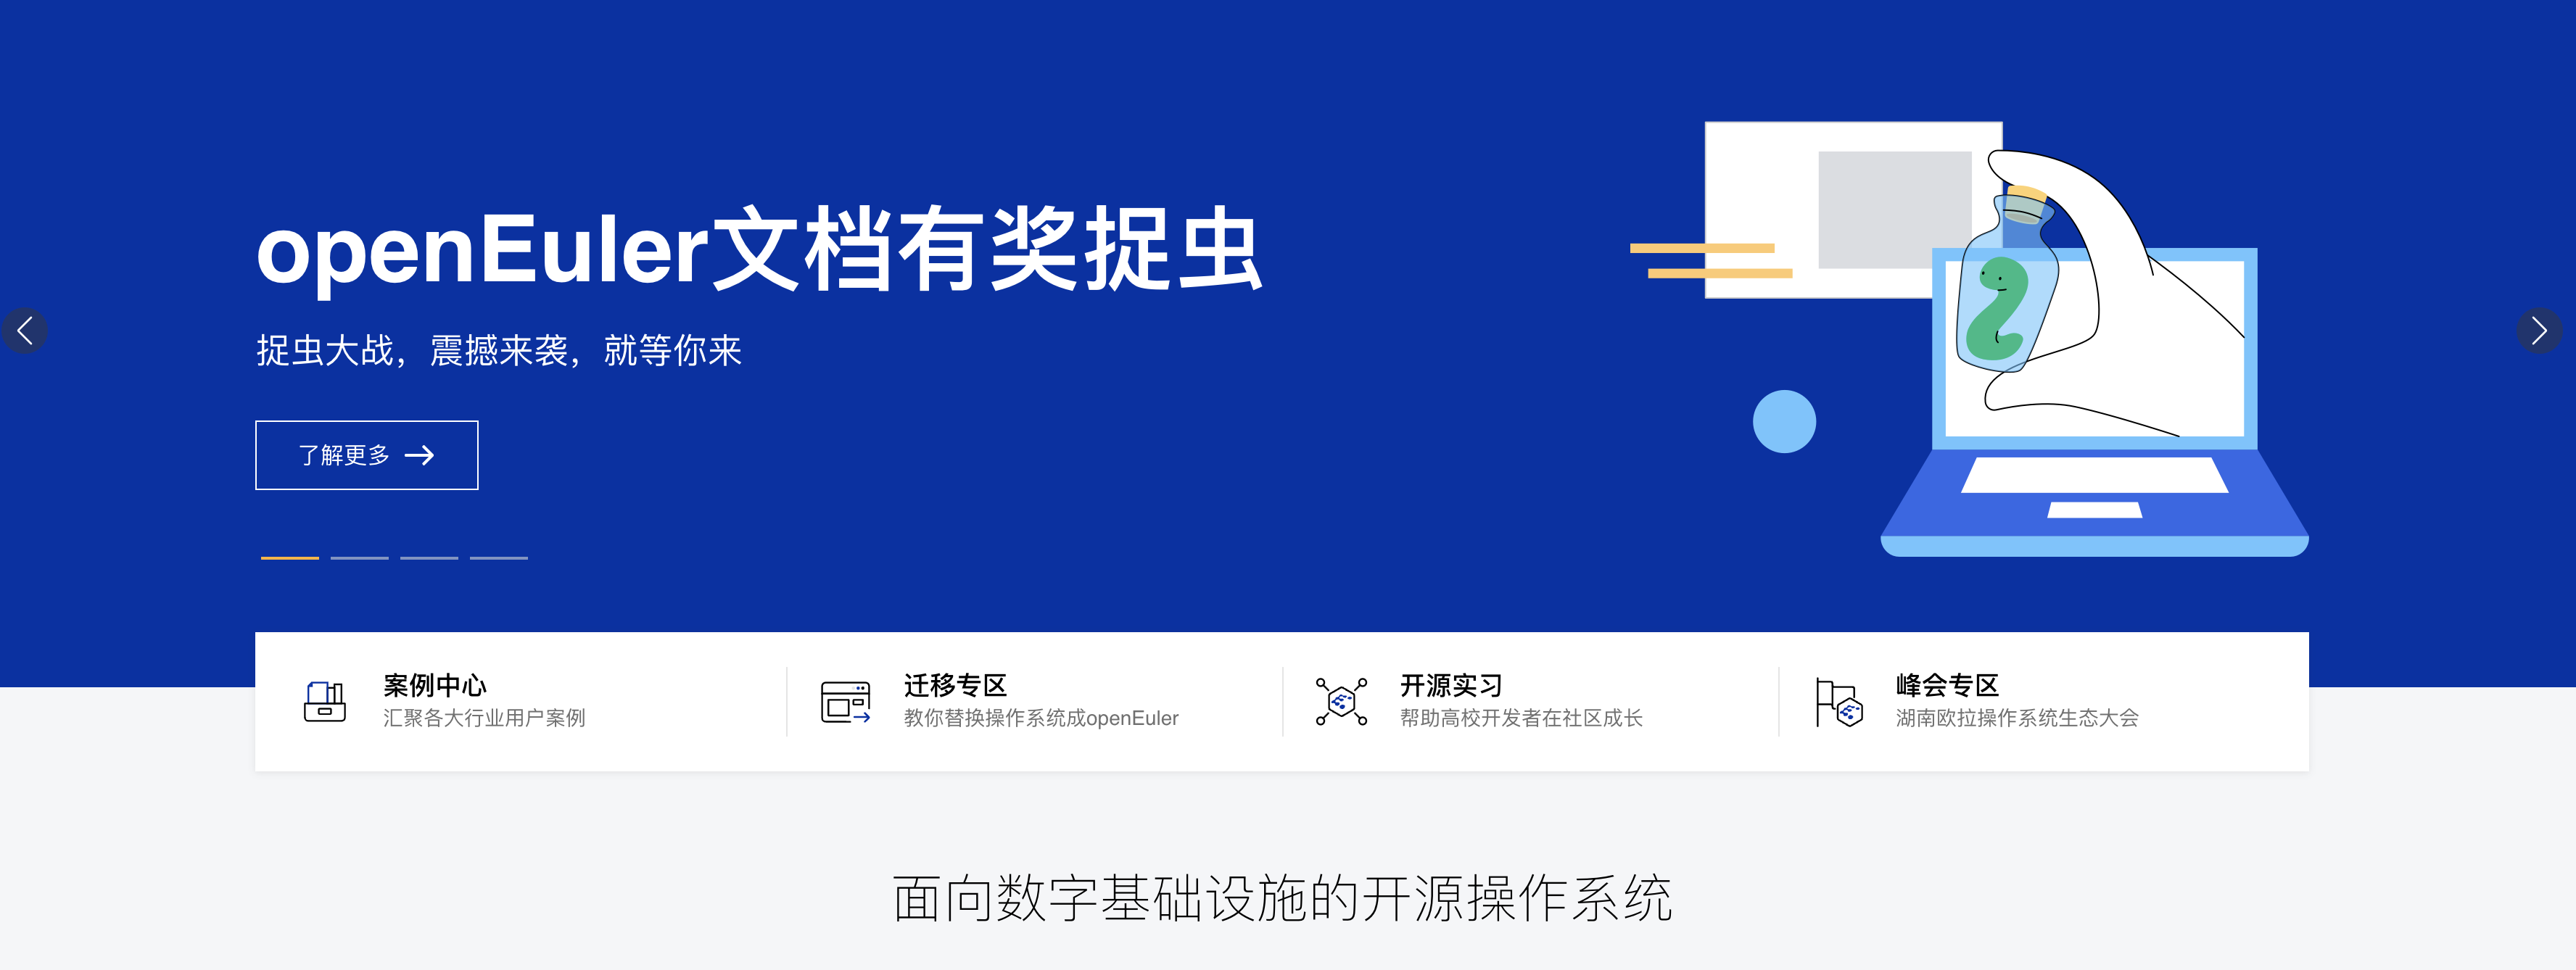 openEuler文档有奖捉虫
捉虫大战，震撼来袭，就等你来
了解更多
案例中心
汇聚各大行业用户案例
迁移专区
教你替换操作系统成openEuler
开源实习
帮助高校开发者在社区成长
峰会专区
湖南欧拉操作系统生态大会
面向数字基础设施的开源操作系统